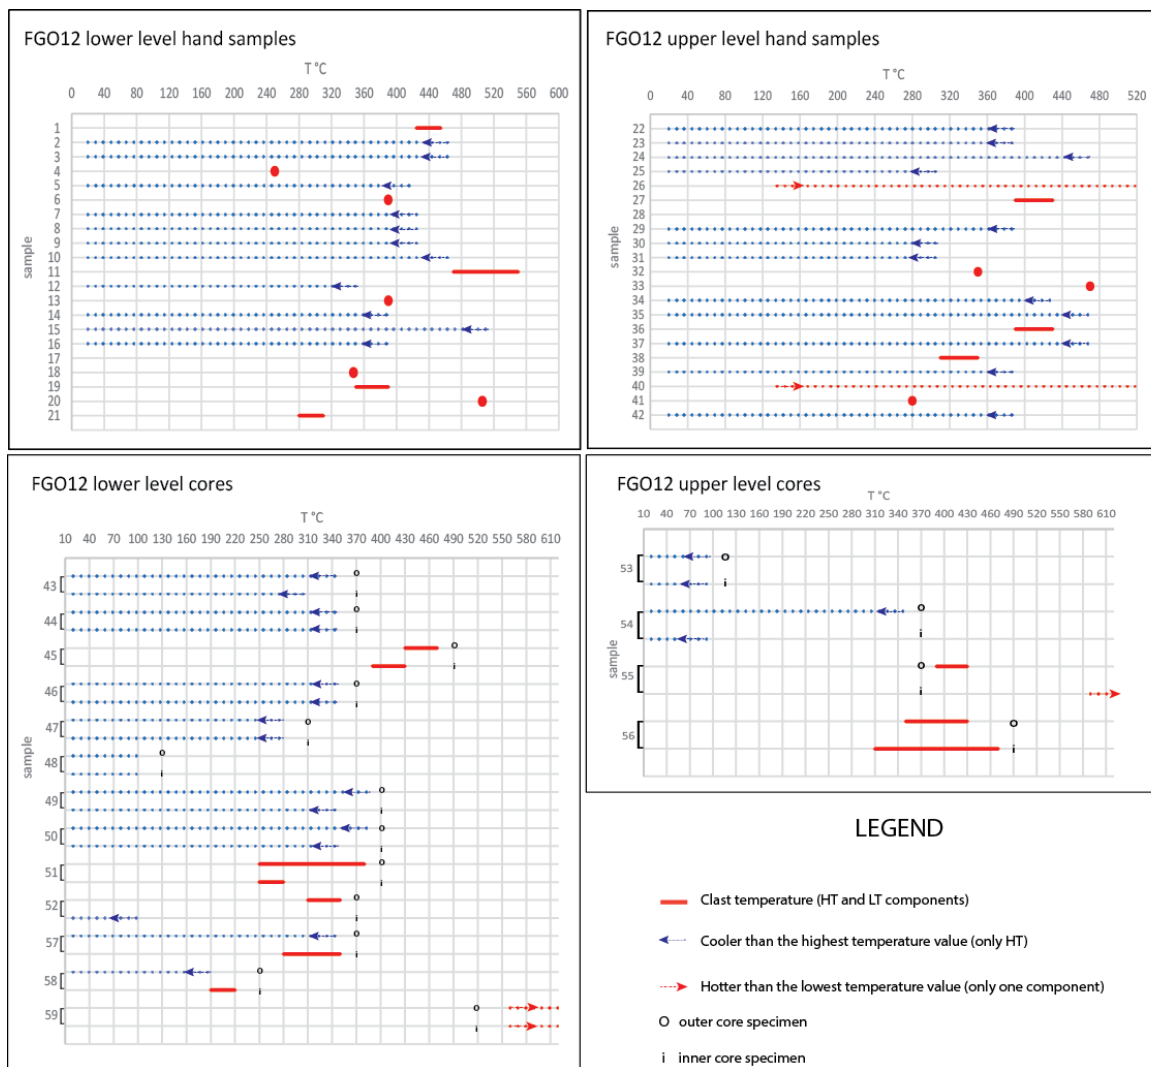 FGO12 lower level hand samples
T °C
0 40 80 120 160 200 240 280 320 360 400 440 480 520 560 600
sample
1
2
3
4
5
6
7
8
9
10
11
12
13
14
15
16
17
18
19
20
21
FGO12 upper level hand samples
T °C
0 40 80 120 160 200 240 280 320 360 400 440 480 520
sample
22
23
24
25
26
27
28
29
30
31
32
33
34
35
36
37
38
39
40
41
42
FGO12 lower level cores
T °C
10 40 70 100 130 160 190 220 250 280 310 340 370 400 430 460 490 520 550 580 610
sample
43 o
i
44 o
i
45 o
i
46 o
i
47 o
i
48 o
i
49 o
i
50 o
i
51 o
i
52 o
i
57 o
i
58 o
i
59 o
i
FGO12 upper level cores
T °C
10 40 70 100 130 160 190 220 250 280 310 340 370 400 430 460 490 520 550 580 610
sample
53 o
i
54 o
i
55 o
i
56 o
i
LEGEND
Clast temperature (HT and LT components)
Cooler than the highest temperature value (only HT)
Hotter than the lowest temperature value (only one component)
o outer core specimen
i inner core specimen